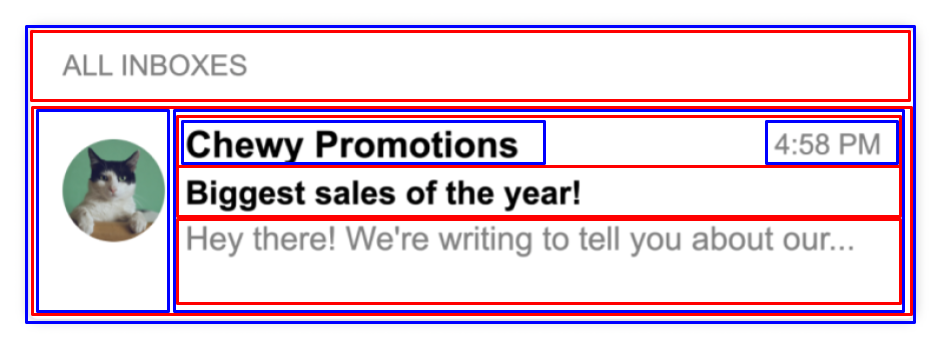 ALL INBOXES
Chewy Promotions 4:58 PM
Biggest sales of the year!
Hey there! We're writing to tell you about our...